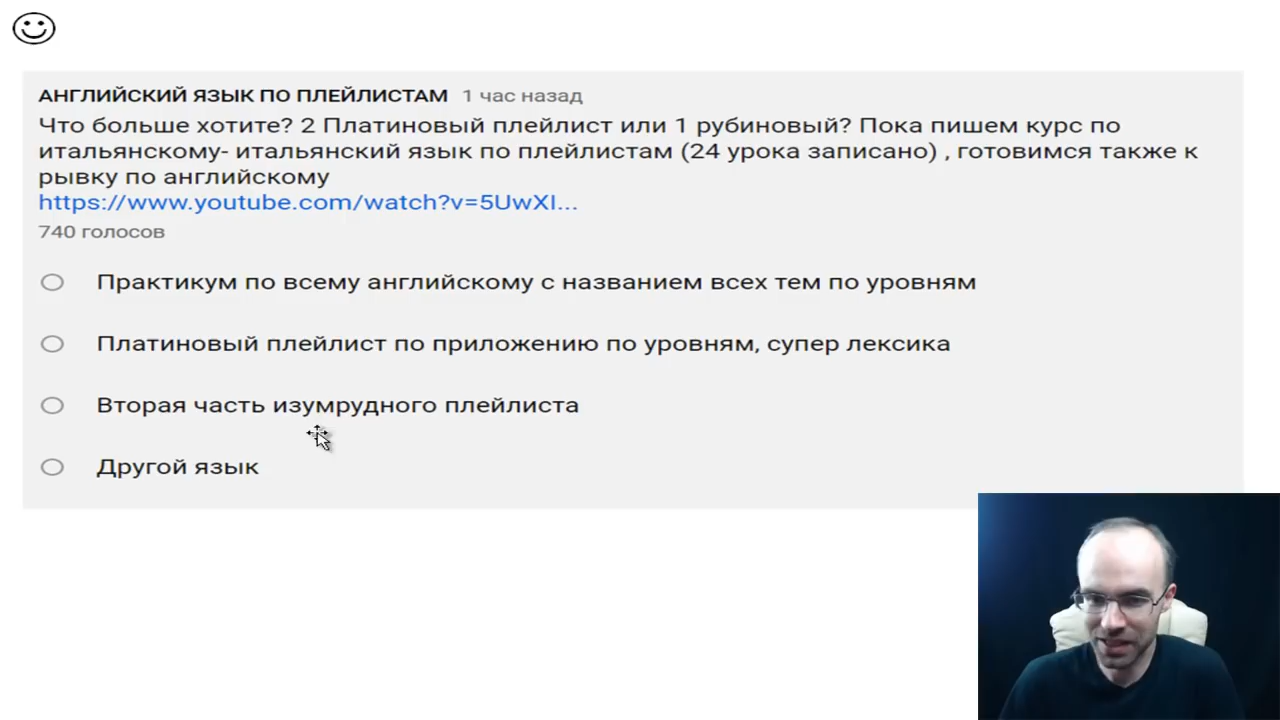 АНГЛИЙСКИЙ ЯЗЫК ПО ПЛЕЙЛИСТАМ 1 час назад
Что больше хотите? 2 Платиновый плейлист или 1 рубиновый? Пока пишем курс по
итальянскому- итальянский язык по плейлистам (24 урока записано) , готовимся также к
рывку по английскому
https://www.youtube.com/watch?v=5UwXI...
740 голосов
Практикум по всему английскому с названием всех тем по уровням
Платиновый плейлист по приложению по уровням, супер лексика
Вторая часть изумрудного плейлиста
Другой язык